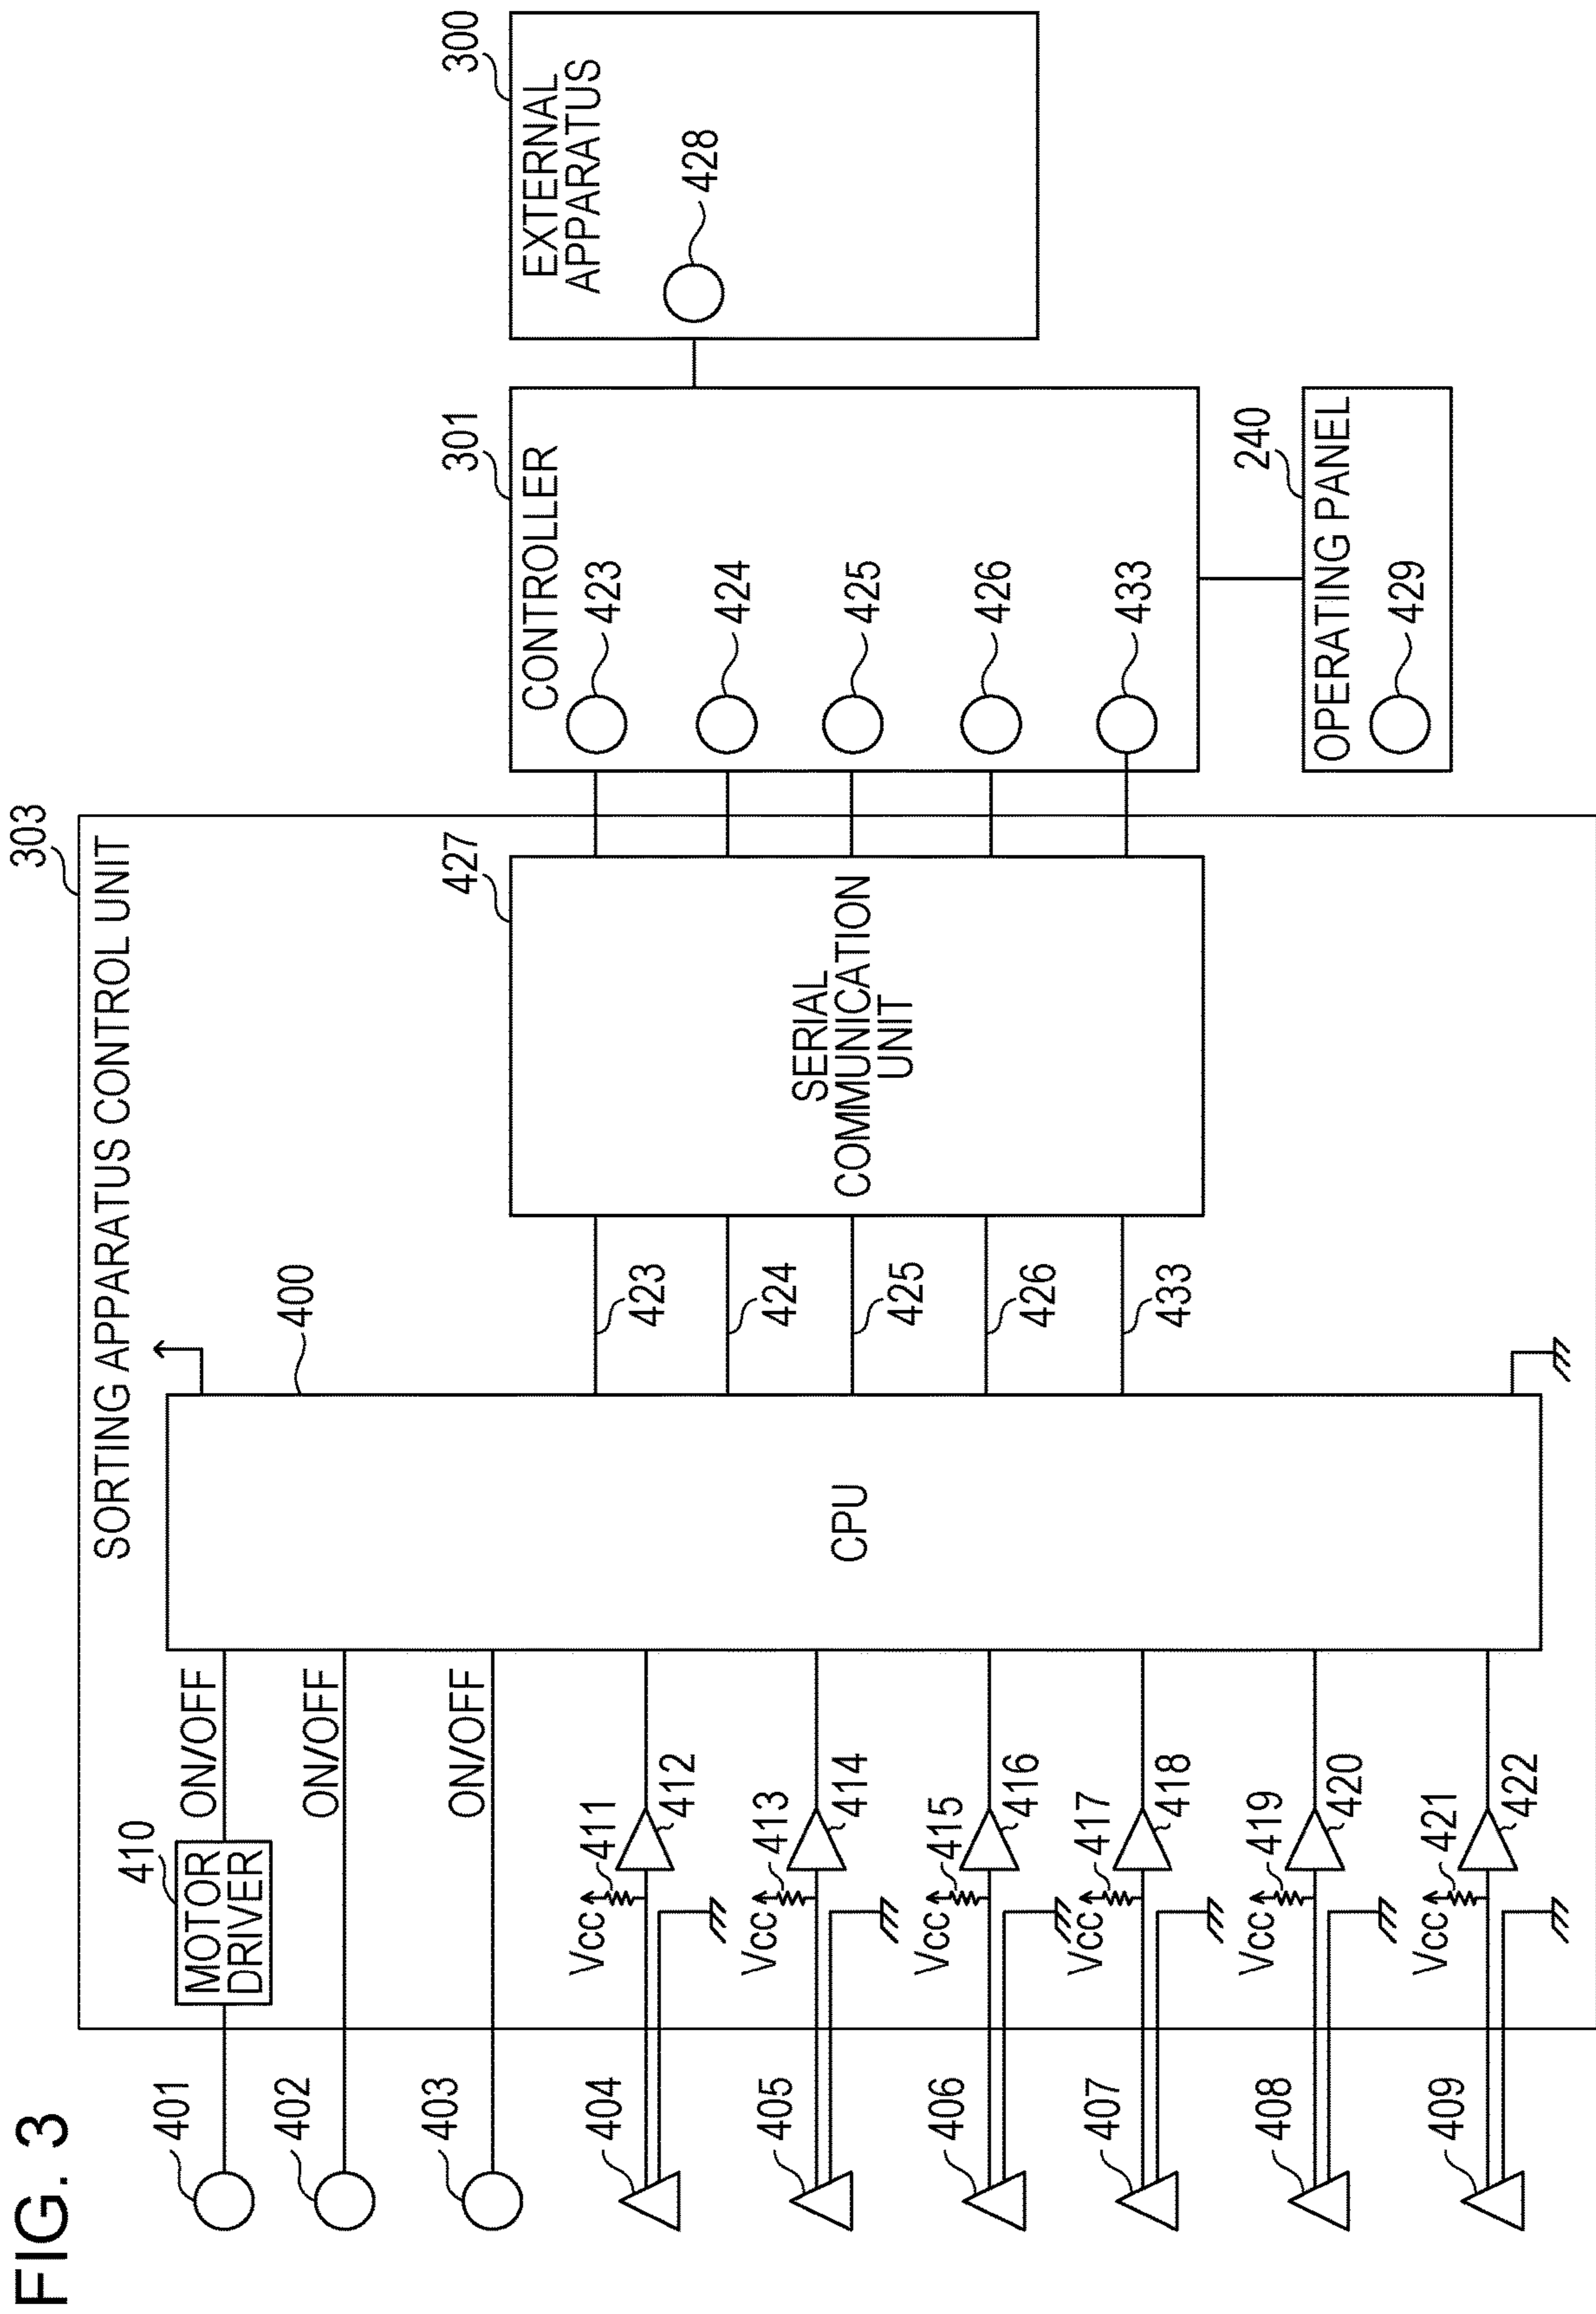 FIG. 3
303
SORTING APPARATUS CONTROL UNIT
401
410
MOTOR
DRIVER
ON/OFF
402
ON/OFF
403
ON/OFF
400
CPU
404
Vcc
411
412
405
Vcc
413
414
406
Vcc
415
416
407
Vcc
417
418
408
Vcc
419
420
409
Vcc
421
422
423
424
425
426
433
427
SERIAL
COMMUNICATION
UNIT
301
CONTROLLER
423
424
425
426
433
300
EXTERNAL
APPARATUS
428
240
OPERATING PANEL
429